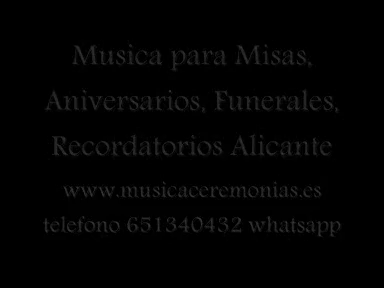 Musica para Misas,
Aniversarios, Funerales,
Recordatorios Alicante
www.musicaceremonias.es
telefono 651340432 whatsapp